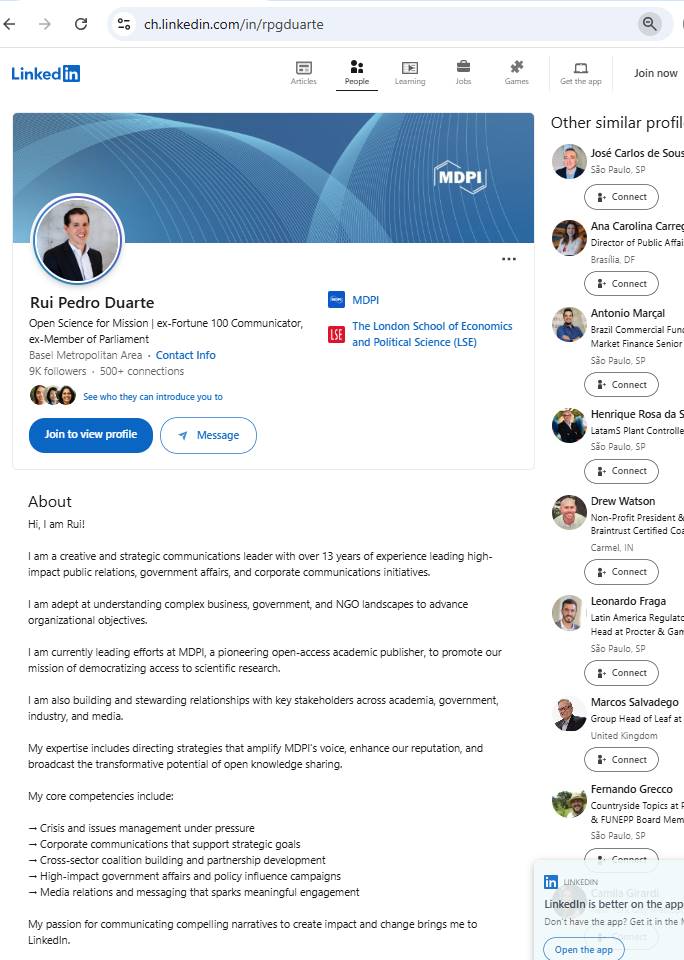 ch.linkedin.com/in/rpgduarte
Linked in
Articles
People
Learning
Jobs
Games
Get the app
Join now
MDPI
Rui Pedro Duarte
Open Science for Mission | ex-Fortune 100 Communicator,
ex-Member of Parliament
Basel Metropolitan Area · Contact Info
9K followers · 500+ connections
See who they can introduce you to
Join to view profile
Message
MDPI
MDPI
LSE
The London School of Economics
and Political Science (LSE)
About
Hi, I am Rui!
I am a creative and strategic communications leader with over 13 years of experience leading high-
impact public relations, government affairs, and corporate communications initiatives.
I am adept at understanding complex business, government, and NGO landscapes to advance
organizational objectives.
I am currently leading efforts at MDPI, a pioneering open-access academic publisher, to promote our
mission of democratizing access to scientific research.
I am also building and stewarding relationships with key stakeholders across academia, government,
industry, and media.
My expertise includes directing strategies that amplify MDPI's voice, enhance our reputation, and
broadcast the transformative potential of open knowledge sharing.
My core competencies include:
→ Crisis and issues management under pressure
→ Corporate communications that support strategic goals
→ Cross-sector coalition building and partnership development
→ High-impact government affairs and policy influence campaigns
→ Media relations and messaging that sparks meaningful engagement
My passion for communicating compelling narratives to create impact and change brings me to
LinkedIn.
Other similar profile
José Carlos de Sous
São Paulo, SP
Connect
Ana Carolina Carreg
Director of Public Affai
Brasília, DF
Connect
Antonio Marçal
Brazil Commercial Fun
Market Finance Senior
São Paulo, SP
Connect
Henrique Rosa da S
LatamS Plant Controlle
São Paulo, SP
Connect
Drew Watson
Non-Profit President &
Braintrust Certified Coa
Carmel, IN
Connect
Leonardo Fraga
Latin America Regulato
Head at Procter & Gam
São Paulo, SP
Connect
Marcos Salvadego
Group Head of Leaf at
United Kingdom
Connect
Fernando Grecco
Countryside Topics at P
& FUNEPP Board Mem
São Paulo, SP
Connect
in LINKEDIN
Camila Girardi
LinkedIn is better on the app
Don't have the app? Get it in the M
Connect
Open the app